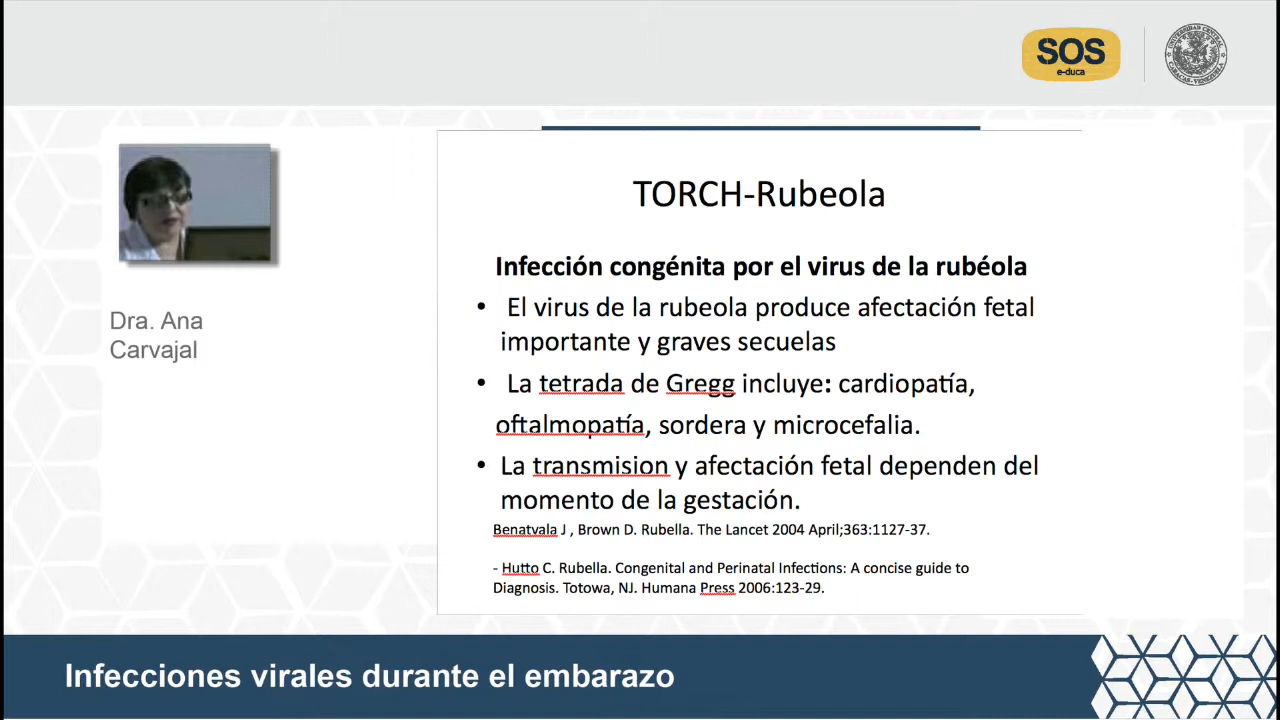 SOS
e-duca
UNIVERSIDAD CENTRAL
CARACAS-VENEZUELA
TORCH-Rubeola
Infección congénita por el virus de la rubéola
• El virus de la rubeola produce afectación fetal
importante y graves secuelas
• La tetrada de Gregg incluye: cardiopatía,
oftalmopatía, sordera y microcefalia.
• La transmision y afectación fetal dependen del
momento de la gestación.
Benatvala J , Brown D. Rubella. The Lancet 2004 April;363:1127-37.
- Hutto C. Rubella. Congenital and Perinatal Infections: A concise guide to
Diagnosis. Totowa, NJ. Humana Press 2006:123-29.
Dra. Ana
Carvajal
Infecciones virales durante el embarazo